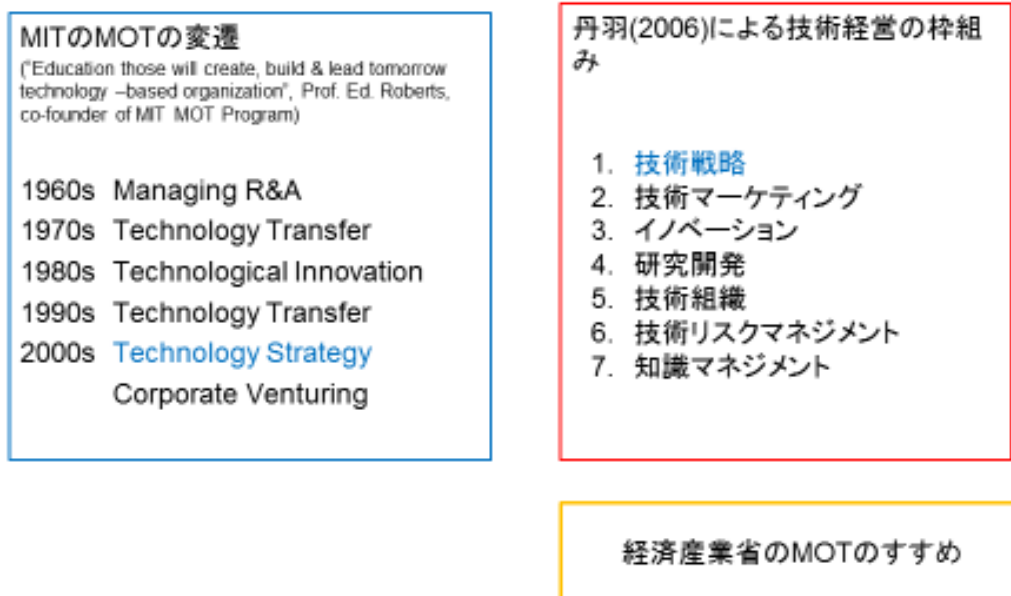 MITのMOTの変遷
("Education those will create, build & lead tomorrow
technology –based organization", Prof. Ed. Roberts,
co-founder of MIT MOT Program)
1960s Managing R&A
1970s Technology Transfer
1980s Technological Innovation
1990s Technology Transfer
2000s Technology Strategy
Corporate Venturing
丹羽(2006)による技術経営の枠組
み
1. 技術戦略
2. 技術マーケティング
3. イノベーション
4. 研究開発
5. 技術組織
6. 技術リスクマネジメント
7. 知識マネジメント
経済産業省のMOTのすすめ